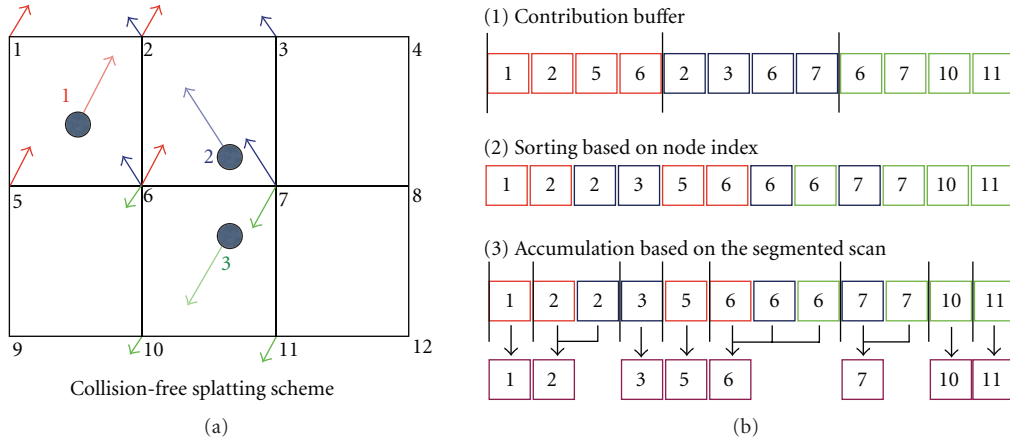 1 2 3 4
1
2
5 6 7 8
3
9 10 11 12
Collision-free splatting scheme
(a)
(1) Contribution buffer
1 2 5 6 2 3 6 7 6 7 10 11
(2) Sorting based on node index
1 2 2 3 5 6 6 6 7 7 10 11
(3) Accumulation based on the segmented scan
1 2 2 3 5 6 6 6 7 7 10 11
1 2 3 5 6 7 10 11
(b)